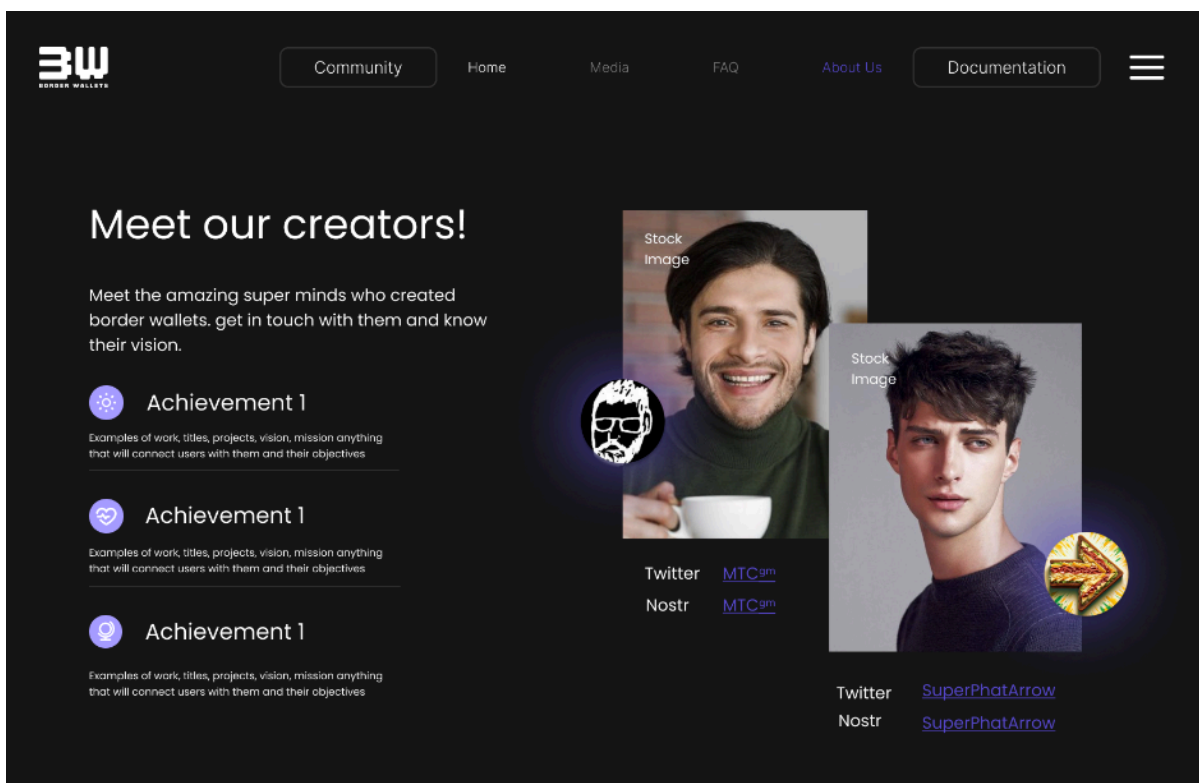 BW
BORDER WALLETS
Community
Home
Media
FAQ
About Us
Documentation
Meet our creators!
Meet the amazing super minds who created
border wallets. get in touch with them and know
their vision.
Achievement 1
Examples of work, titles, projects, vision, mission anything
that will connect users with them and their objectives
Achievement 1
Examples of work, titles, projects, vision, mission anything
that will connect users with them and their objectives
Achievement 1
Examples of work, titles, projects, vision, mission anything
that will connect users with them and their objectives
Stock
Image
Twitter MTCᵍᵐ
Nostr MTCᵍᵐ
Stock
Image
Twitter SuperPhatArrow
Nostr SuperPhatArrow